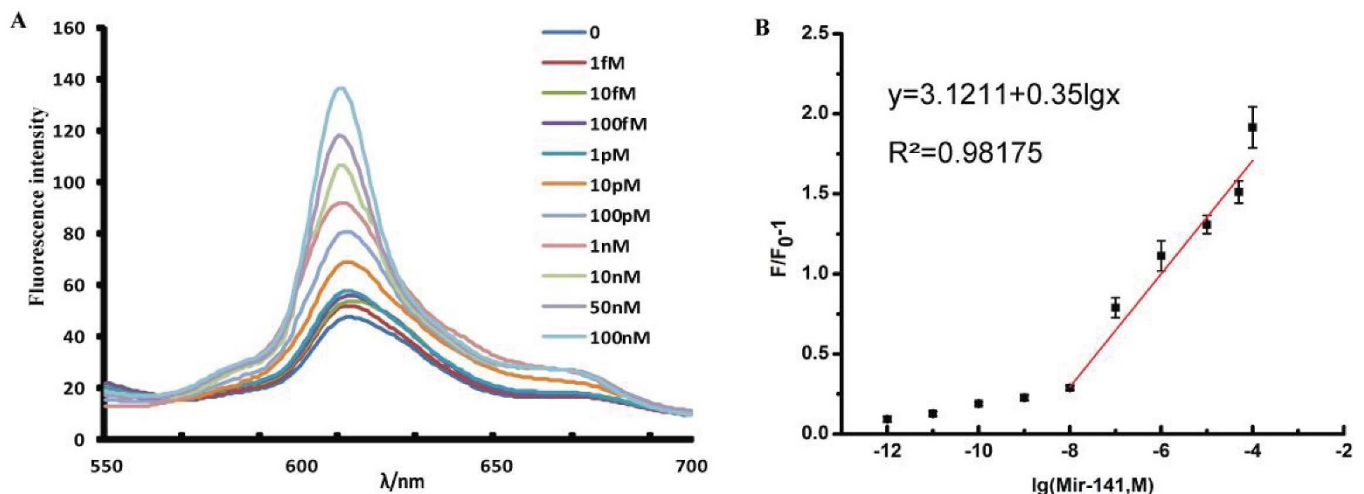 A
160
140
120
100
80
60
40
20
0
Fluorescence intensity
550
600
650
700
λ/nm
0
1fM
10fM
100fM
1pM
10pM
100pM
1nM
10nM
50nM
100nM
B
2.5
2.0
1.5
1.0
0.5
0.0
F/F0-1
y=3.1211+0.35lgx
R²=0.98175
-12
-10
-8
-6
-4
-2
lg(Mir-141,M)